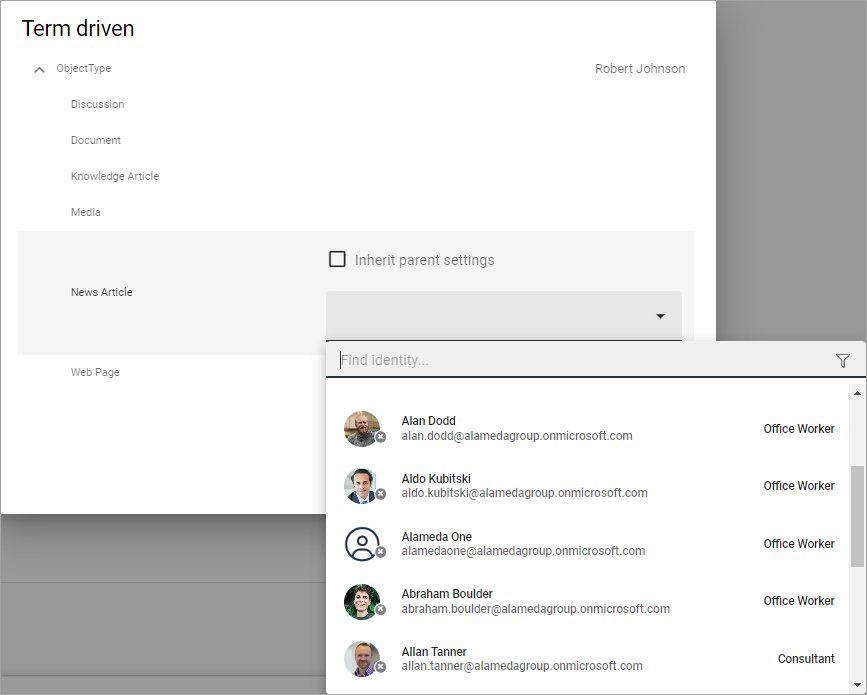 Term driven
ObjectType Robert Johnson
Discussion
Document
Knowledge Article
Media
Inherit parent settings
News Article
Web Page
Find identity...
Alan Dodd
alan.dodd@alamedagroup.onmicrosoft.com
Office Worker
Aldo Kubitski
aldo.kubitski@alamedagroup.onmicrosoft.com
Office Worker
Alameda One
alamedaone@alamedagroup.onmicrosoft.com
Office Worker
Abraham Boulder
abraham.boulder@alamedagroup.onmicrosoft.com
Office Worker
Allan Tanner
allan.tanner@alamedagroup.onmicrosoft.com
Consultant